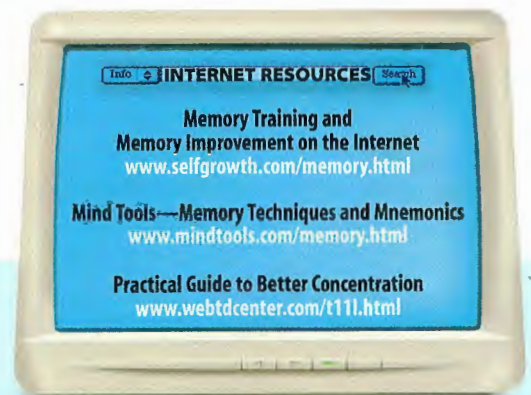 Info INTERNET RESOURCES Search
Memory Training and
Memory Improvement on the Internet
www.selfgrowth.com/memory.html
Mind Tools—Memory Techniques and Mnemonics
www.mindtools.com/memory.html
Practical Guide to Better Concentration
www.webtdcenter.com/t11l.html